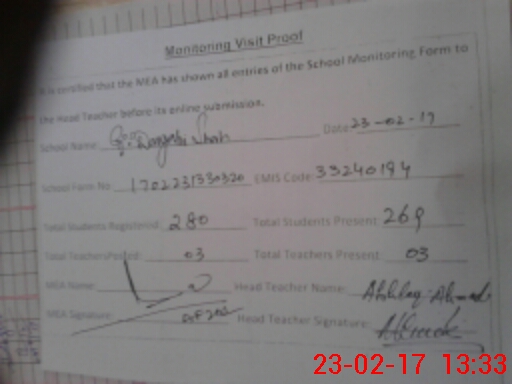 Monitoring Visit Proof
It is certified that the MEA has shown all entries of the School Monitoring Form to
the Head Teacher before its online submission.
School Name: Shah Date: 23-02-17
School Form No: 1702231330320 EMIS Code: 33240194
Total Students Registered: 280 Total Students Present: 269
Total Teachers Posted: 03 Total Teachers Present: 03
MEA Name: Head Teacher Name: Ahmad
MEA Signature: Head Teacher Signature:
23-02-17 13:33